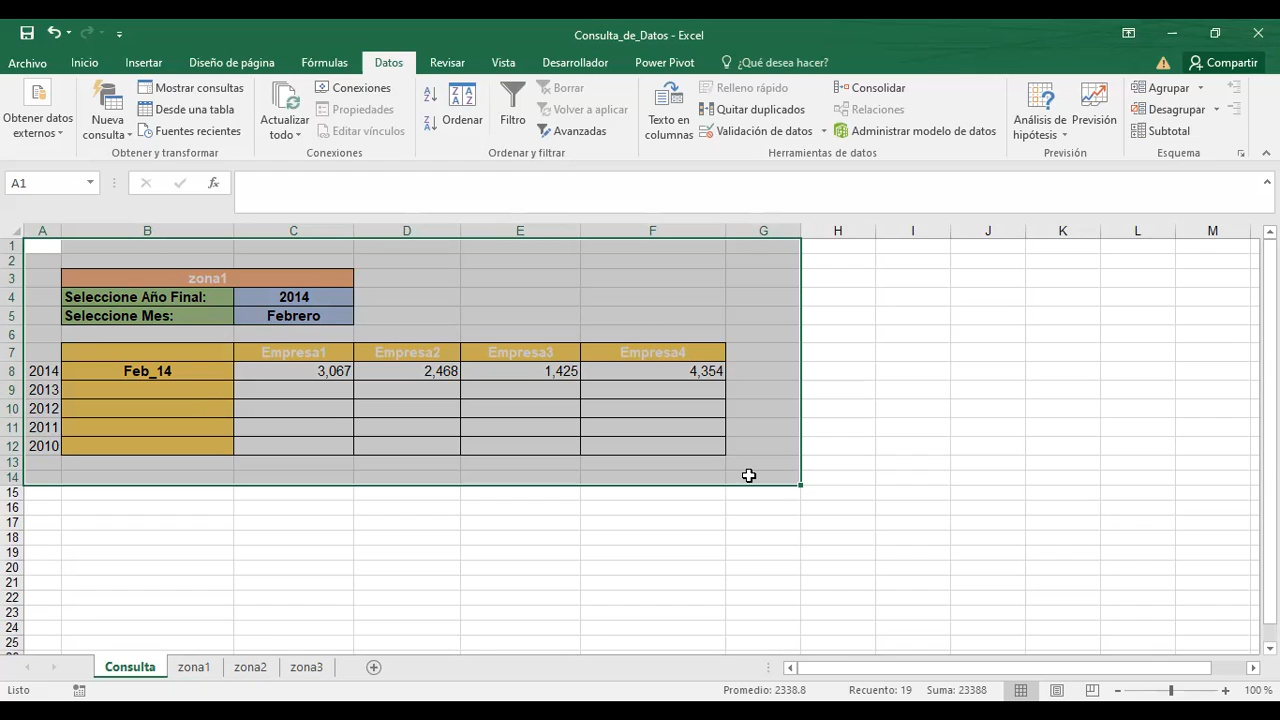 Consulta_de_Datos - Excel
Archivo Inicio Insertar Diseño de página Fórmulas Datos Revisar Vista Desarrollador Power Pivot ¿Qué desea hacer? Compartir
Obtener datos externos
Nueva consulta
Mostrar consultas
Desde una tabla
Fuentes recientes
Obtener y transformar
Actualizar todo
Conexiones
Propiedades
Editar vínculos
Conexiones
Ordenar
Filtro
Borrar
Volver a aplicar
Avanzadas
Ordenar y filtrar
Texto en columnas
Relleno rápido
Quitar duplicados
Validación de datos
Consolidar
Relaciones
Administrar modelo de datos
Herramientas de datos
Análisis de hipótesis
Previsión
Previsión
Agrupar
Desagrupar
Subtotal
Esquema
A1
A B C D E F G H I J K L M
1
2
3 zona1
4 Seleccione Año Final: 2014
5 Seleccione Mes: Febrero
6
7 Empresa1 Empresa2 Empresa3 Empresa4
8 2014 Feb_14 3,067 2,468 1,425 4,354
9 2013
10 2012
11 2011
12 2010
13
14
15
16
17
18
19
20
21
22
23
24
25
Consulta zona1 zona2 zona3
Listo Promedio: 2338.8 Recuento: 19 Suma: 23388 100 %